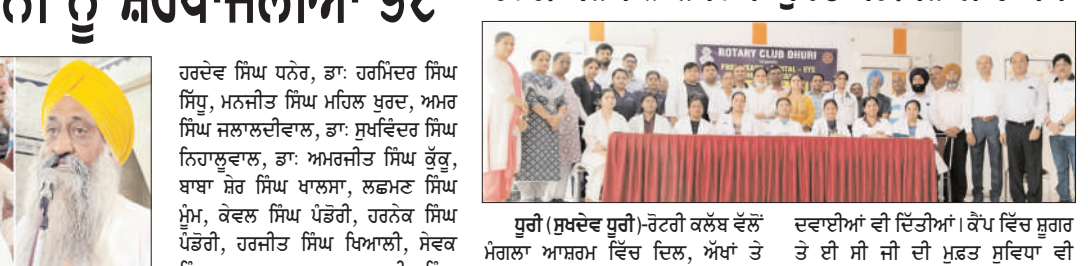 ਹਰਦੇਵ ਸਿੰਘ ਧਨੇਰ, ਡਾਃ ਹਰਮਿੰਦਰ ਸਿੰਘ
ਸਿੱਧੂ, ਮਨਜੀਤ ਸਿੰਘ ਮਹਿਲ ਖੁਰਦ, ਅਮਰ
ਸਿੰਘ ਜਲਾਲਦੀਵਾਲ, ਡਾਃ ਸੁਖਵਿੰਦਰ ਸਿੰਘ
ਨਿਹਾਲੂਵਾਲ, ਡਾਃ ਅਮਰਜੀਤ ਸਿੰਘ ਕੁੱਕੂ,
ਬਾਬਾ ਸ਼ੇਰ ਸਿੰਘ ਖਾਲਸਾ, ਲਛਮਣ ਸਿੰਘ
ਮੂੰਮ, ਕੇਵਲ ਸਿੰਘ ਪੰਡੋਰੀ, ਹਰਨੇਕ ਸਿੰਘ
ਪੰਡੋਰੀ, ਹਰਜੀਤ ਸਿੰਘ ਖਿਆਲੀ, ਸੇਵਕ
ROTARY CLUB DHURI
ਧੂਰੀ (ਸੁਖਦੇਵ ਧੂਰੀ)-ਰੋਟਰੀ ਕਲੱਬ ਵੱਲੋਂ
ਮੰਗਲਾ ਆਸ਼ਰਮ ਵਿੱਚ ਦਿਲ, ਅੱਖਾਂ ਤੇ
ਦਵਾਈਆਂ ਵੀ ਦਿੱਤੀਆਂ। ਕੈਂਪ ਵਿੱਚ ਸ਼ੂਗਰ
ਤੇ ਈ ਸੀ ਜੀ ਦੀ ਮੁਫ਼ਤ ਸੁਵਿਧਾ ਵੀ